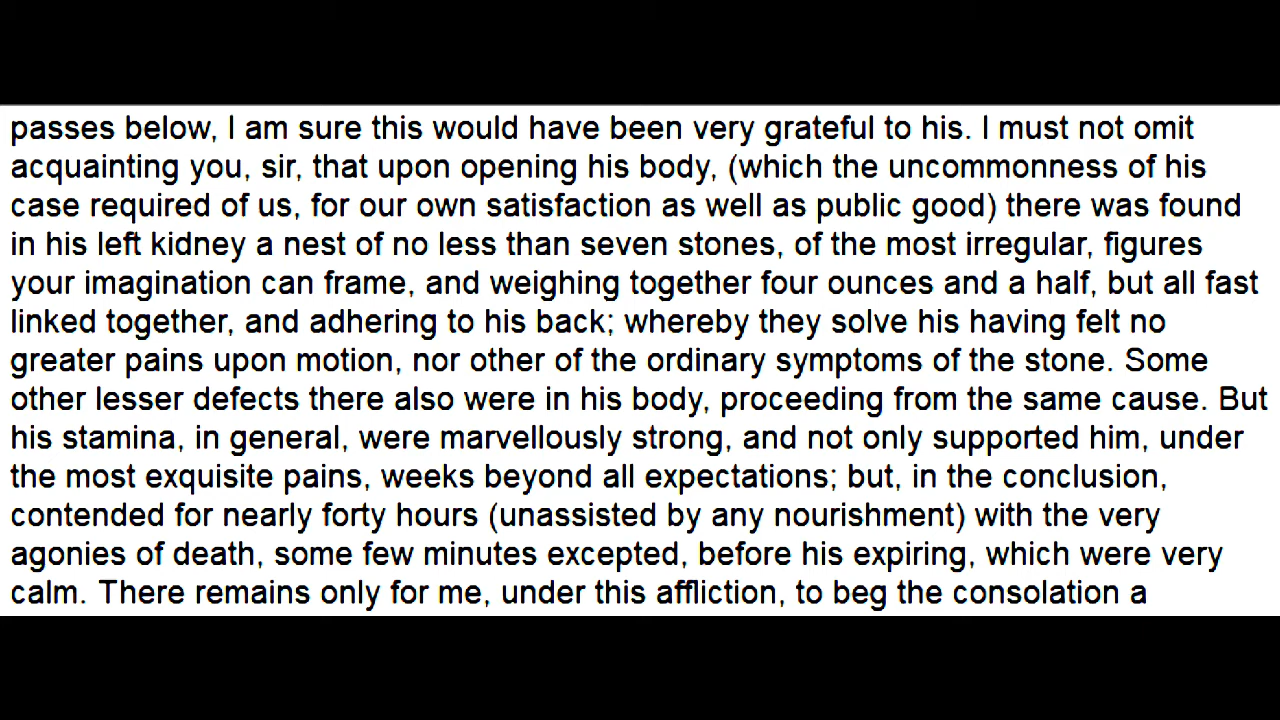 passes below, I am sure this would have been very grateful to his. I must not omit
acquainting you, sir, that upon opening his body, (which the uncommonness of his
case required of us, for our own satisfaction as well as public good) there was found
in his left kidney a nest of no less than seven stones, of the most irregular, figures
your imagination can frame, and weighing together four ounces and a half, but all fast
linked together, and adhering to his back; whereby they solve his having felt no
greater pains upon motion, nor other of the ordinary symptoms of the stone. Some
other lesser defects there also were in his body, proceeding from the same cause. But
his stamina, in general, were marvellously strong, and not only supported him, under
the most exquisite pains, weeks beyond all expectations; but, in the conclusion,
contended for nearly forty hours (unassisted by any nourishment) with the very
agonies of death, some few minutes excepted, before his expiring, which were very
calm. There remains only for me, under this affliction, to beg the consolation a